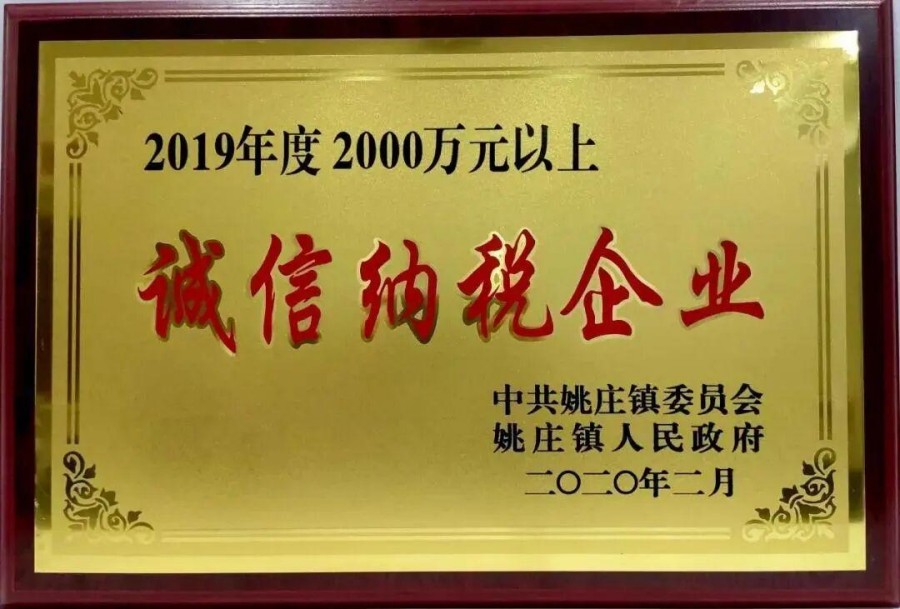 2019年度 2000万元以上
诚信纳税企业
中共姚庄镇委员会
姚庄镇人民政府
二〇二〇年二月